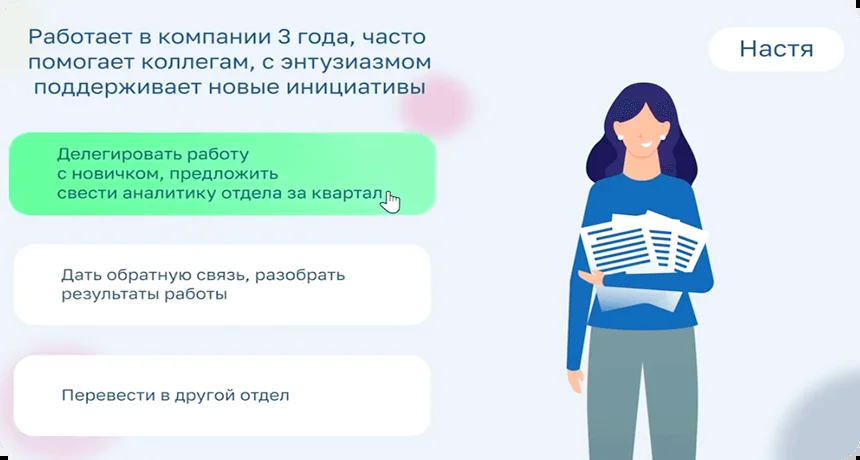 Работает в компании 3 года, часто
помогает коллегам, с энтузиазмом
поддерживает новые инициативы
Настя
Делегировать работу
с новичком, предложить
свести аналитику отдела за квартал
Дать обратную связь, разобрать
результаты работы
Перевести в другой отдел